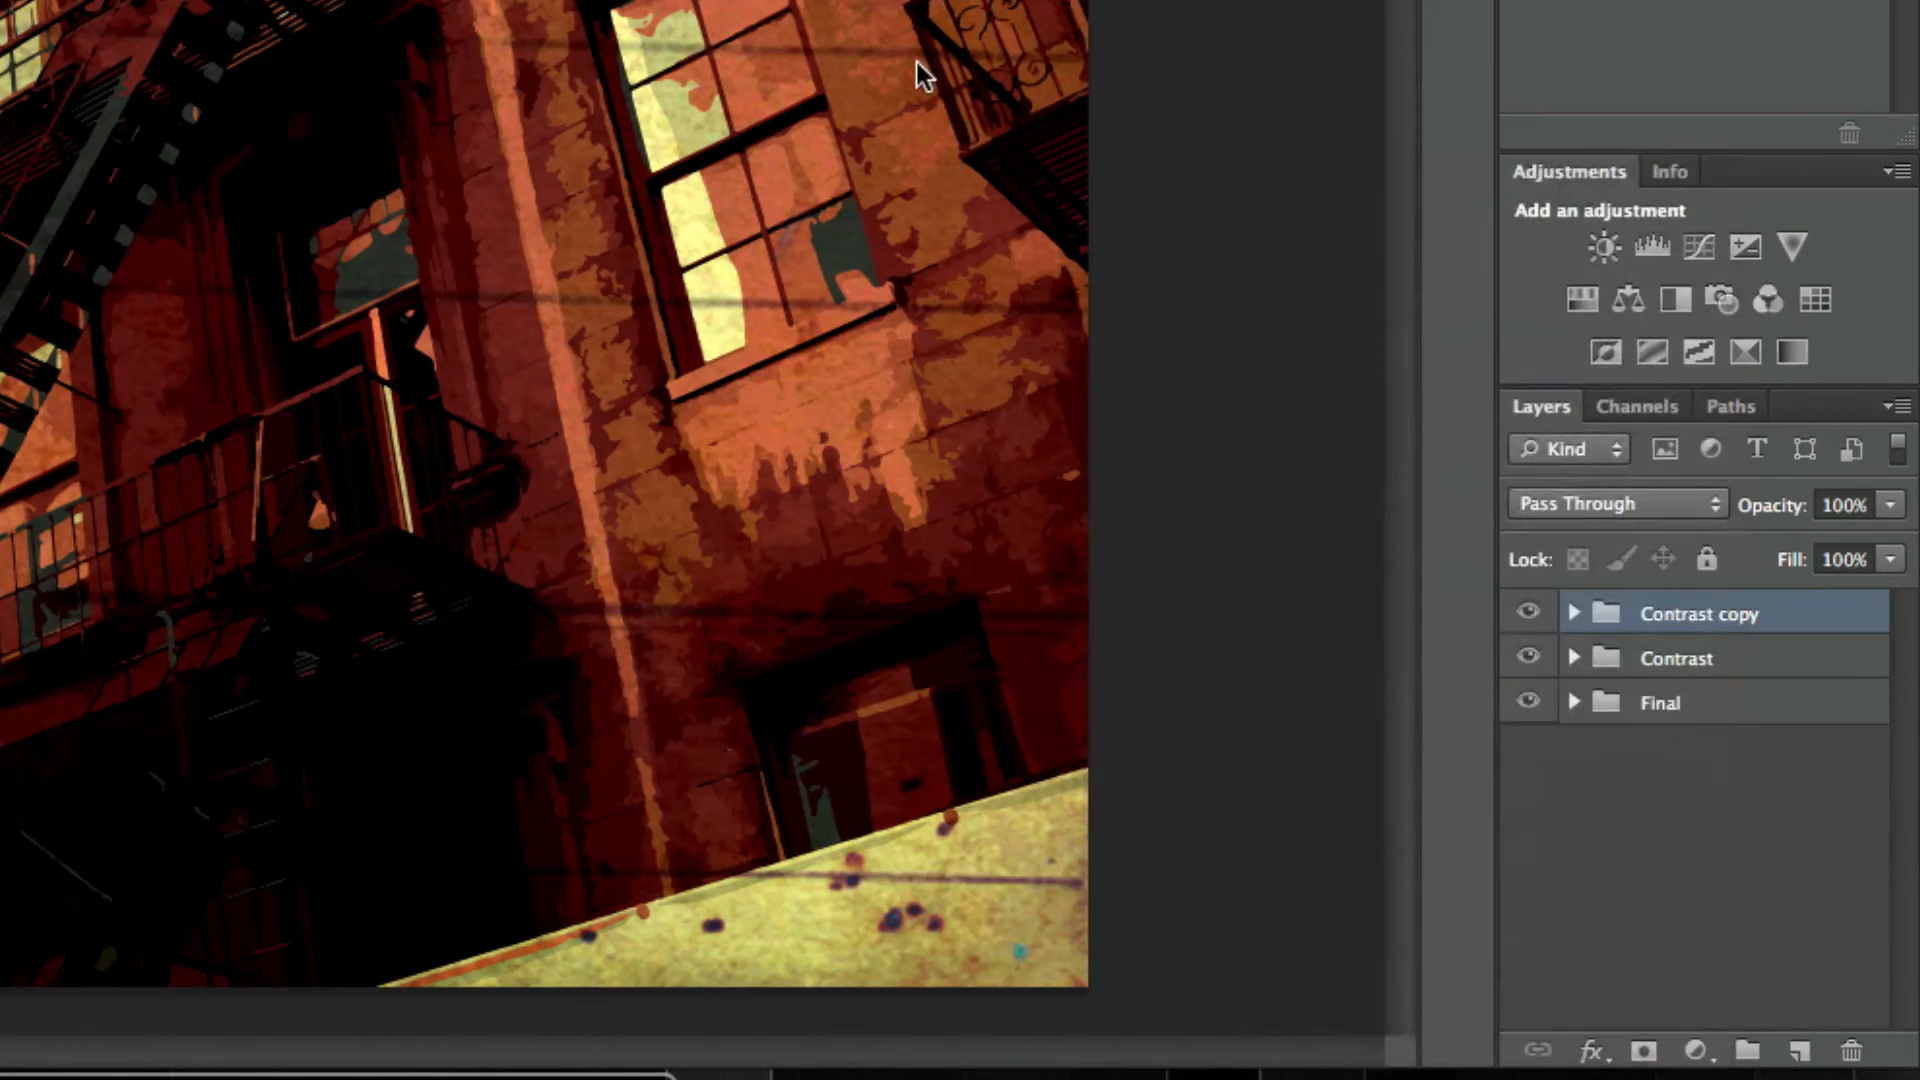 Adjustments Info
Add an adjustment
Layers Channels Paths
Kind
Pass Through Opacity: 100%
Lock: Fill: 100%
Contrast copy
Contrast
Final
fx